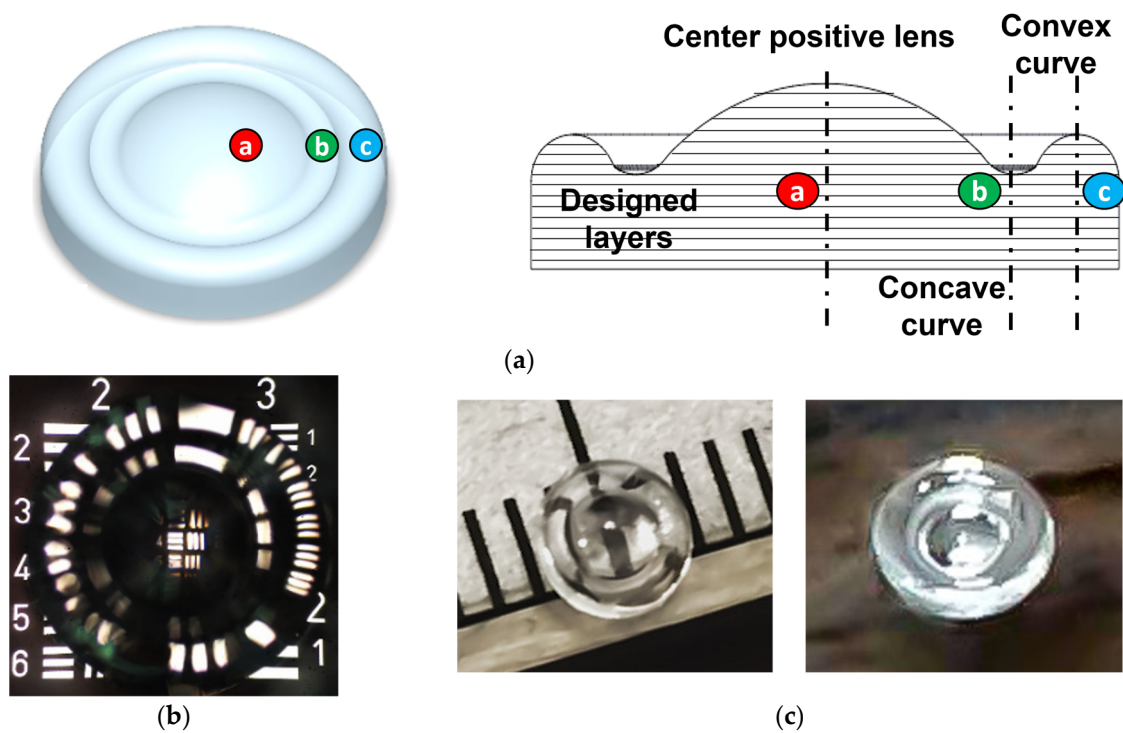 a
b
c
Center positive lens
Convex
curve
a
b
c
Designed
layers
Concave
curve
(a)
2
3
2
1
2
3
4
4
5
2
6
1
(b)
(c)